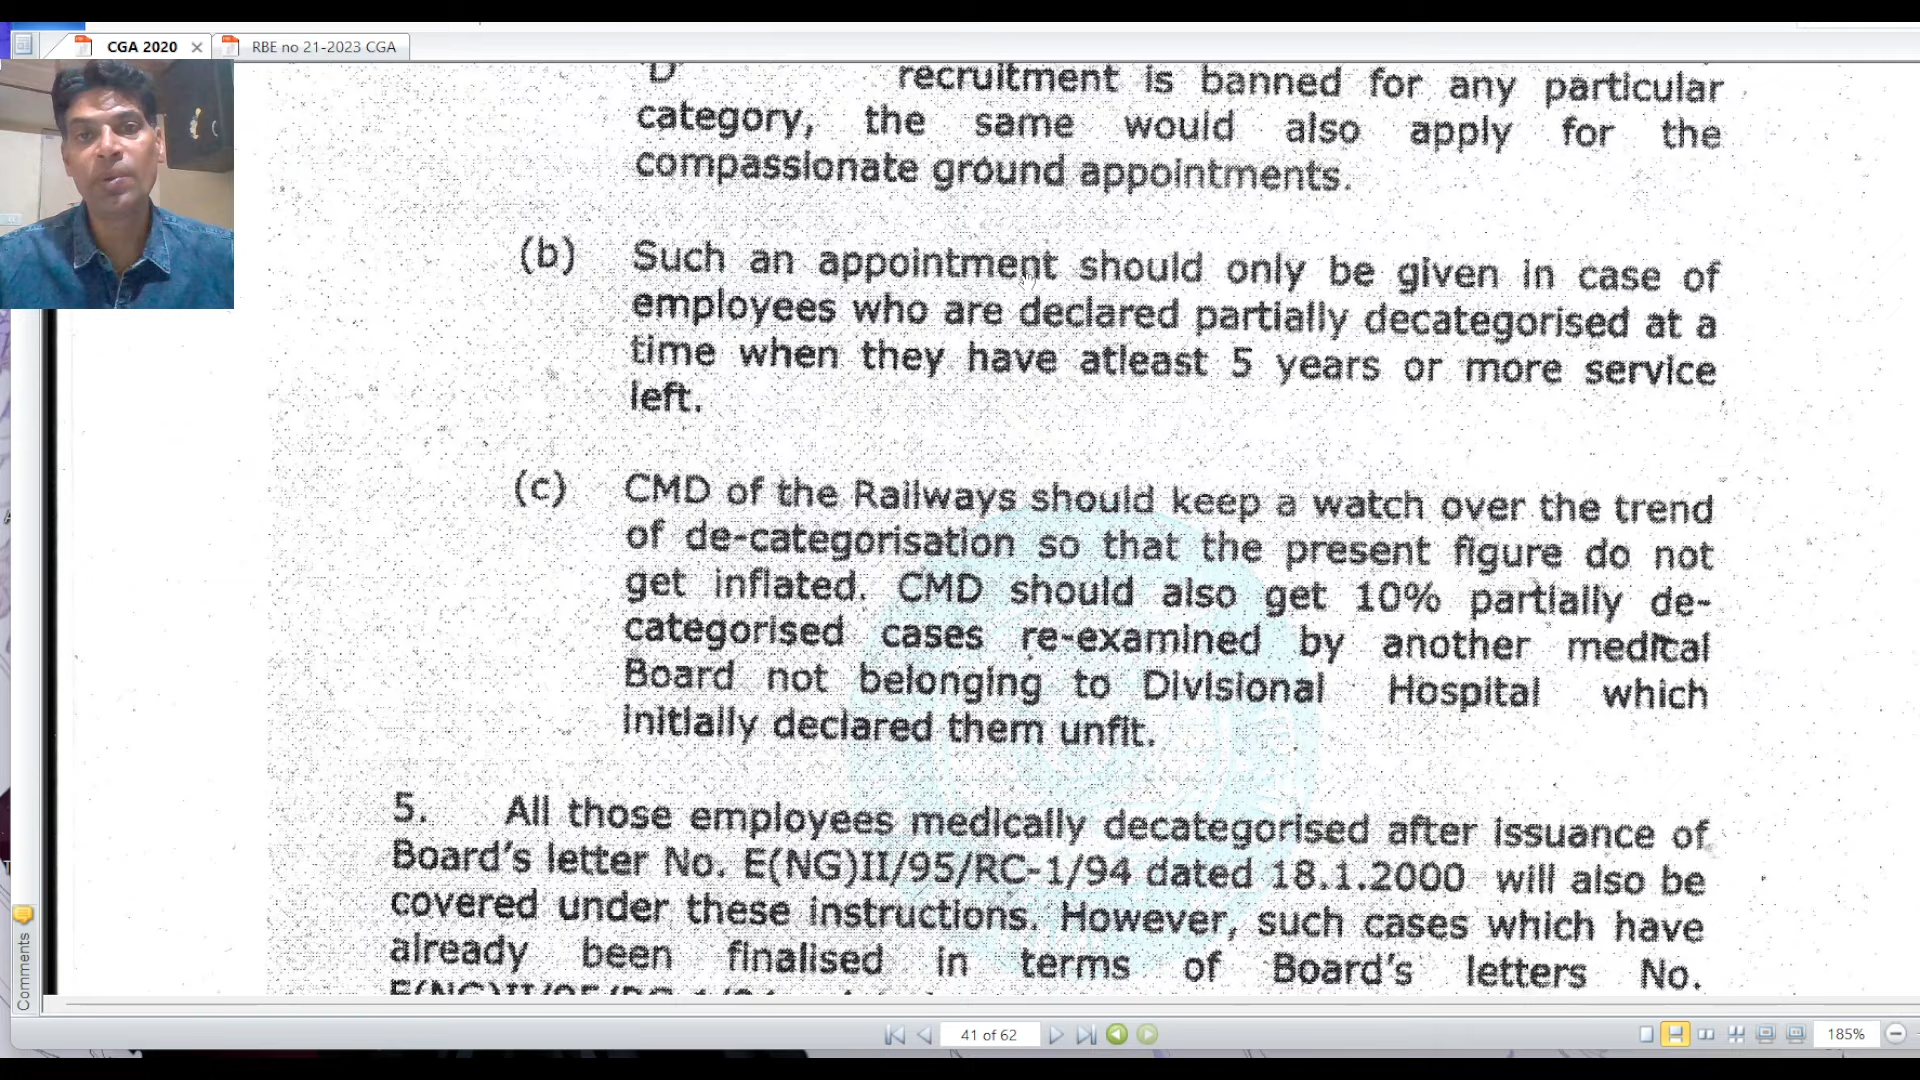 CGA 2020
RBE no 21-2023 CGA
'D' recruitment is banned for any particular
category, the same would also apply for the
compassionate ground appointments.
(b) Such an appointment should only be given in case of
employees who are declared partially decategorised at a
time when they have atleast 5 years or more service
left.
(c) CMD of the Railways should keep a watch over the trend
of de-categorisation so that the present figure do not
get inflated. CMD should also get 10% partially de-
categorised cases re-examined by another medical
Board not belonging to Divisional Hospital which
initially declared them unfit.
5. All those employees medically decategorised after issuance of
Board's letter No. E(NG)II/95/RC-1/94 dated 18.1.2000 will also be
covered under these instructions. However, such cases which have
already been finalised in terms of Board's letters No.
Comments
41 of 62
185%